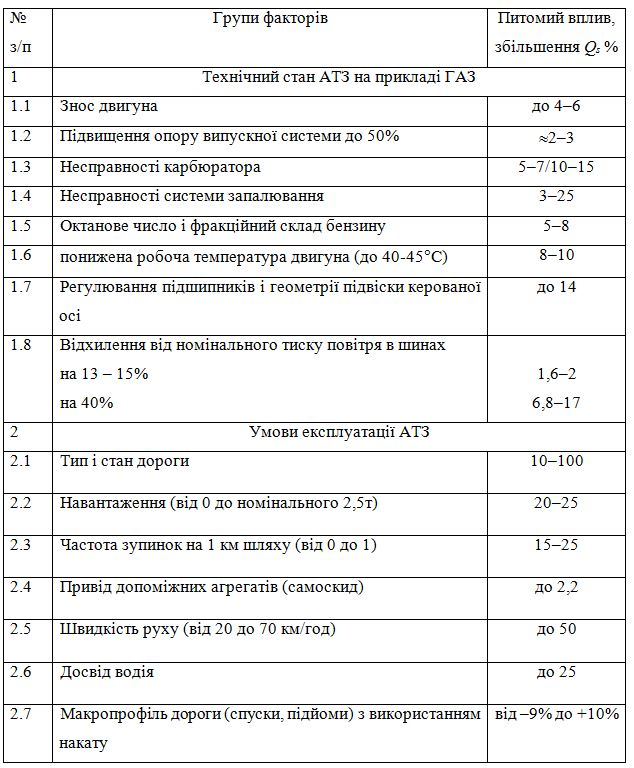 № Групи факторів Питомий вплив,
з/п збільшення Qs %
1 Технічний стан АТЗ на прикладі ГАЗ
1.1 Знос двигуна до 4–6
1.2 Підвищення опору випускної системи до 50% ≈2–3
1.3 Несправності карбюратора 5–7/10–15
1.4 Несправності системи запалювання 3–25
1.5 Октанове число і фракційний склад бензину 5–8
1.6 понижена робоча температура двигуна (до 40-45°С) 8–10
1.7 Регулювання підшипників і геометрії підвіски керованої до 14
осі
1.8 Відхилення від номінального тиску повітря в шинах
на 13 – 15% 1,6–2
на 40% 6,8–17
2 Умови експлуатації АТЗ
2.1 Тип і стан дороги 10–100
2.2 Навантаження (від 0 до номінального 2,5т) 20–25
2.3 Частота зупинок на 1 км шляху (від 0 до 1) 15–25
2.4 Привід допоміжних агрегатів (самоскид) до 2,2
2.5 Швидкість руху (від 20 до 70 км/год) до 50
2.6 Досвід водія до 25
2.7 Макропрофіль дороги (спуски, підйоми) з використанням від –9% до +10%
накату